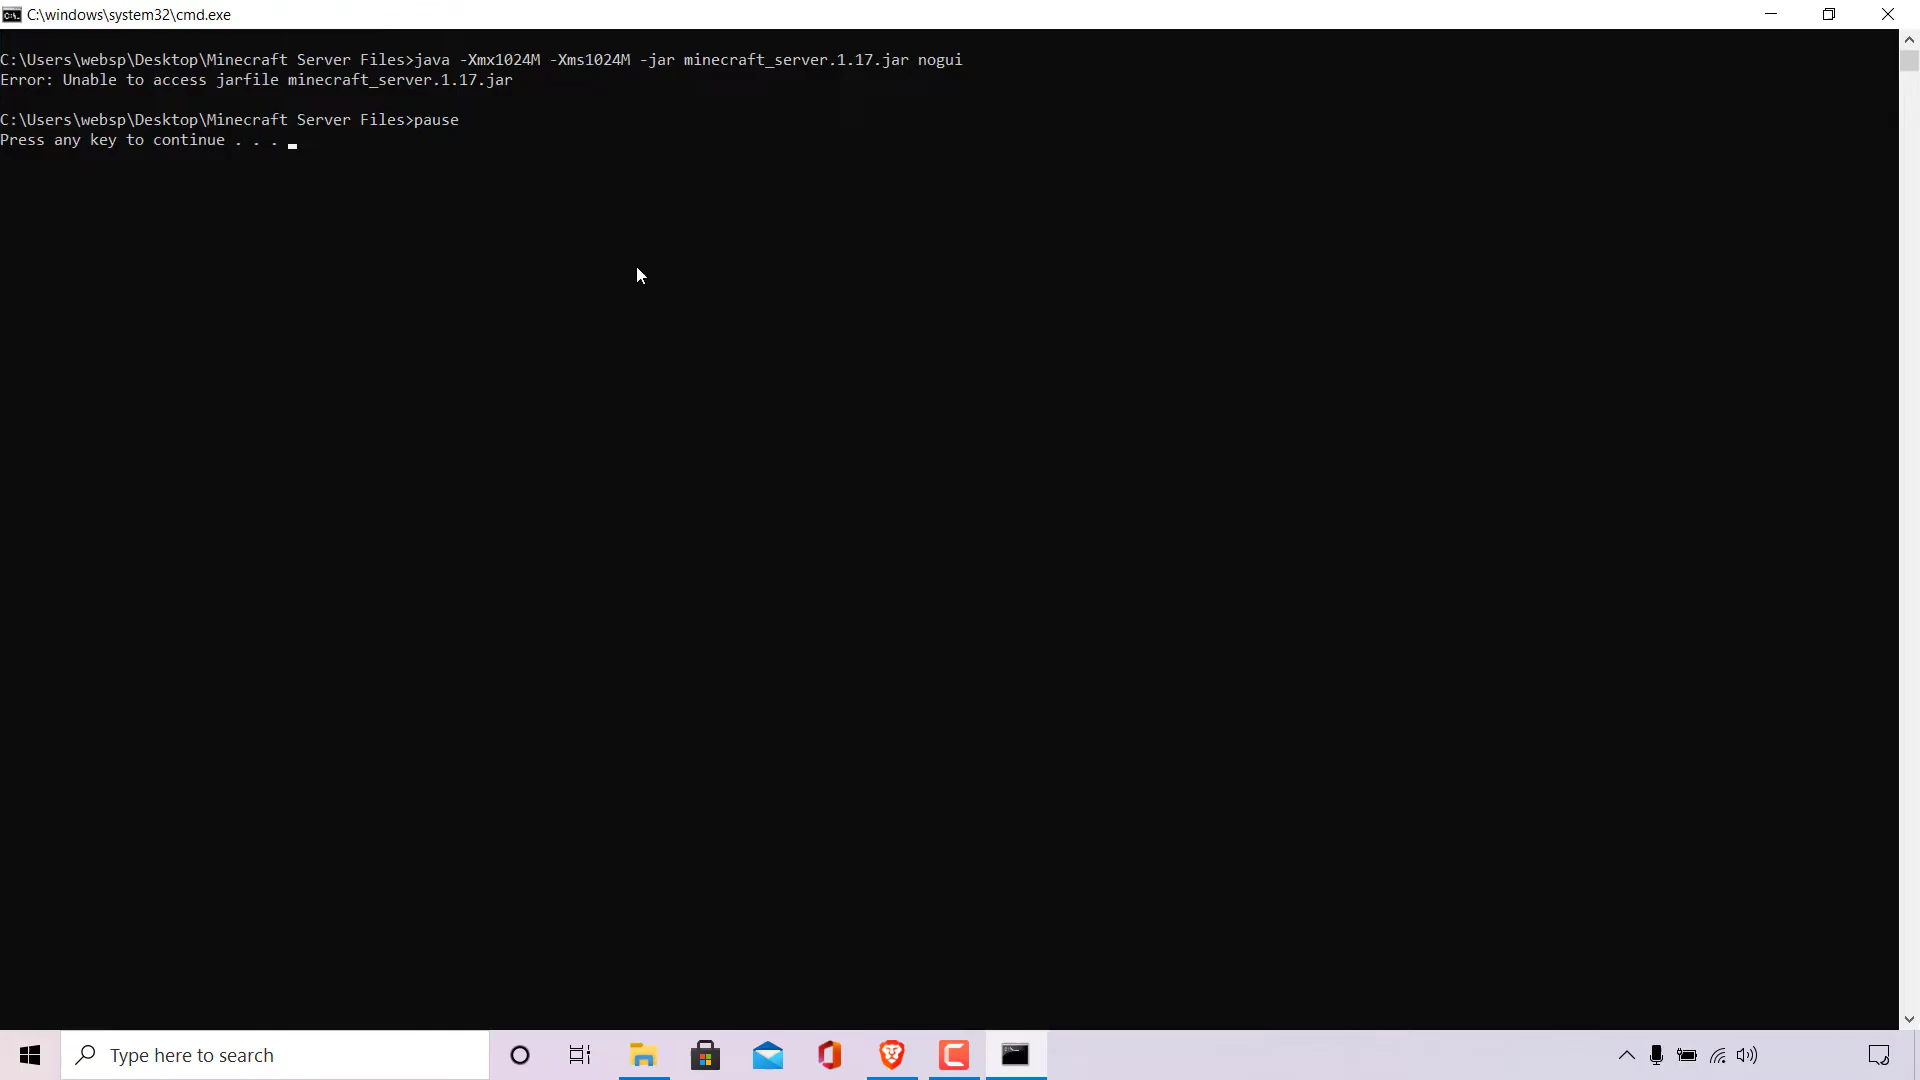 C:\windows\system32\cmd.exe
C:\Users\websp\Desktop\Minecraft Server Files>java -Xmx1024M -Xms1024M -jar minecraft_server.1.17.jar nogui
Error: Unable to access jarfile minecraft_server.1.17.jar
C:\Users\websp\Desktop\Minecraft Server Files>pause
Press any key to continue . . .
Type here to search